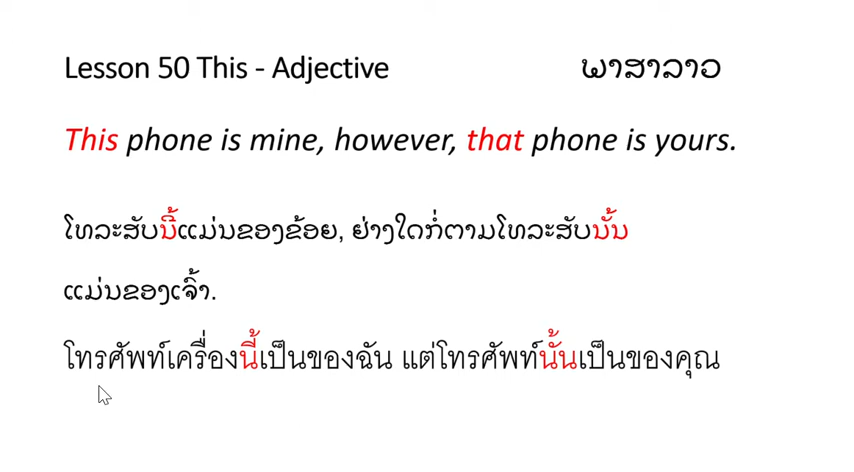 Lesson 50 This - Adjective ພາສາລາວ
This phone is mine, however, that phone is yours.
ໂທລະສັບນີ້ແມ່ນຂອງຂ້ອຍ, ຢ່າງໃດກໍ່ຕາມໂທລະສັບນັ້ນ
ແມ່ນຂອງເຈົ້າ.
โทรศัพท์เครื่องนี้เป็นของฉัน แต่โทรศัพท์นั้นเป็นของคุณ